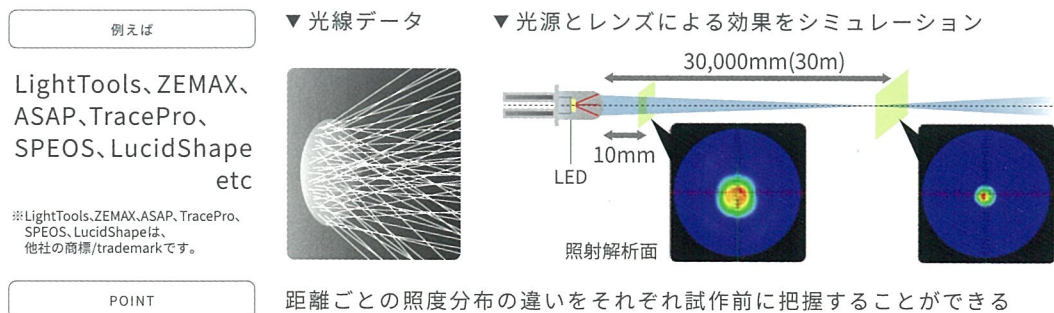 例えば
LightTools、ZEMAX、
ASAP、TracePro、
SPEOS、LucidShape
etc
※LightTools、ZEMAX、ASAP、TracePro、
SPEOS、LucidShapeは、
他社の商標/trademarkです。
POINT
▼光線データ
▼光源とレンズによる効果をシミュレーション
30,000mm(30m)
10mm
LED
照射解析面
距離ごとの照度分布の違いをそれぞれ試作前に把握することができる